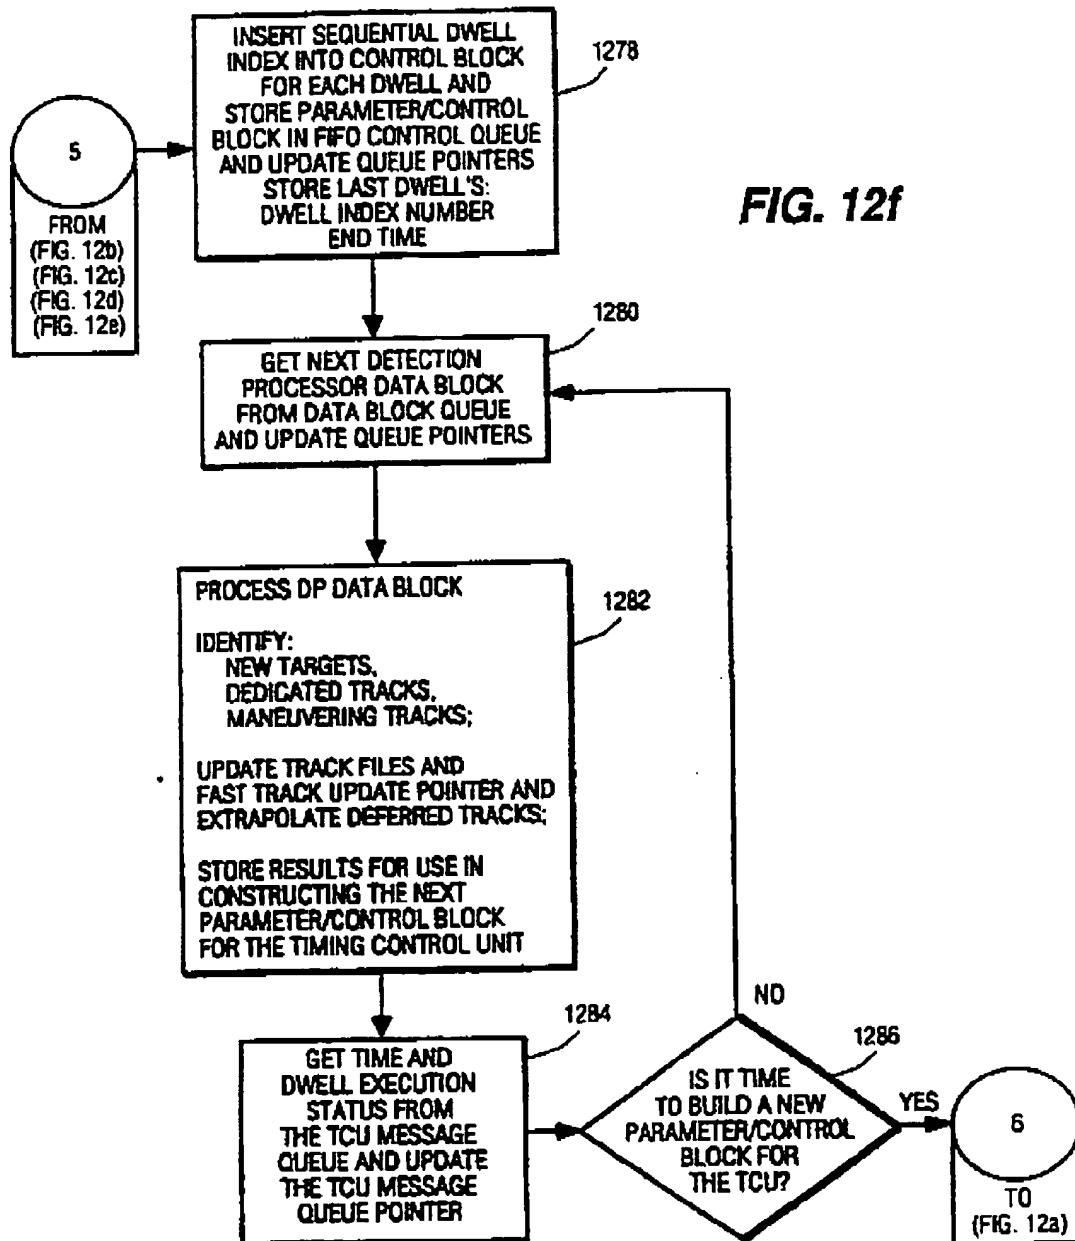 INSERT SEQUENTIAL DWELL
INDEX INTO CONTROL BLOCK
FOR EACH DWELL AND
STORE PARAMETER/CONTROL
BLOCK IN FIFO CONTROL QUEUE
AND UPDATE QUEUE POINTERS
STORE LAST DWELL'S:
DWELL INDEX NUMBER
END TIME
1278
5
FROM
(FIG. 12b)
(FIG. 12c)
(FIG. 12d)
(FIG. 12e)
FIG. 12f
1280
GET NEXT DETECTION
PROCESSOR DATA BLOCK
FROM DATA BLOCK QUEUE
AND UPDATE QUEUE POINTERS
PROCESS DP DATA BLOCK
1282
IDENTIFY:
NEW TARGETS,
DEDICATED TRACKS,
MANEUVERING TRACKS;
UPDATE TRACK FILES AND
FAST TRACK UPDATE POINTER AND
EXTRAPOLATE DEFERRED TRACKS;
STORE RESULTS FOR USE IN
CONSTRUCTING THE NEXT
PARAMETER/CONTROL BLOCK
FOR THE TIMING CONTROL UNIT
1284
GET TIME AND
DWELL EXECUTION
STATUS FROM
THE TCU MESSAGE
QUEUE AND UPDATE
THE TCU MESSAGE
QUEUE POINTER
NO
1286
IS IT TIME
TO BUILD A NEW
PARAMETER/CONTROL
BLOCK FOR
THE TCU?
YES
6
TO
(FIG. 12a)